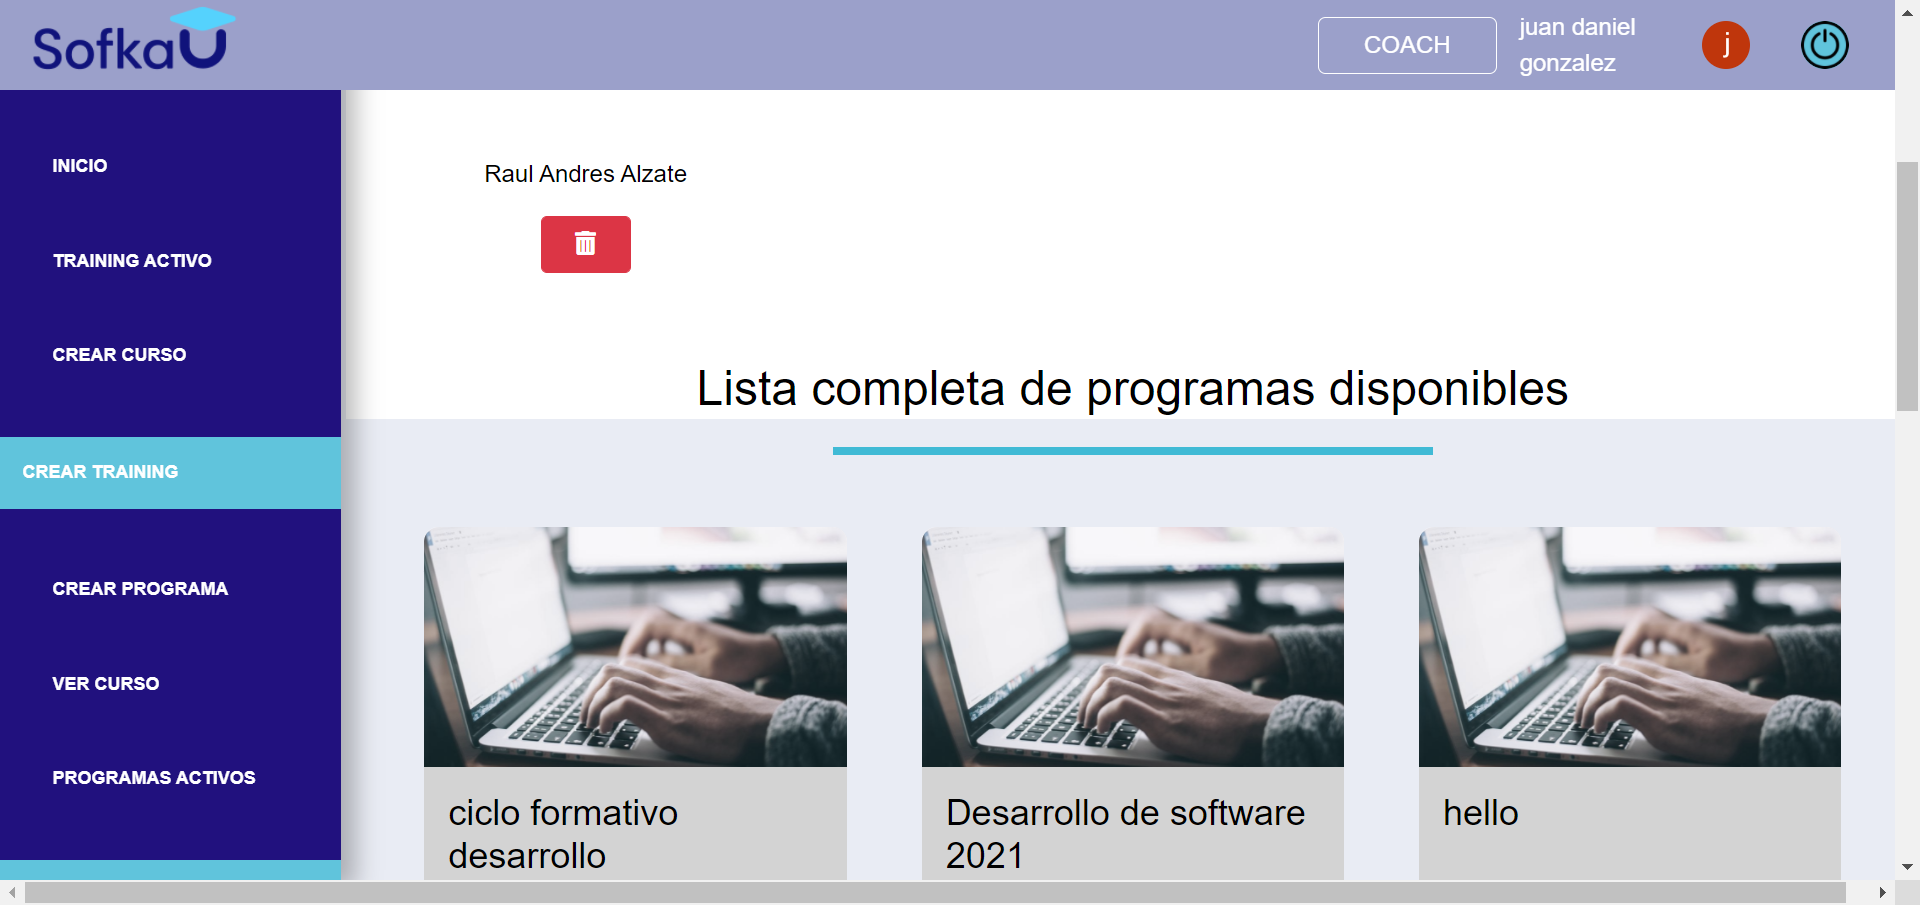 SofkaU
COACH
juan daniel
gonzalez
j
INICIO
TRAINING ACTIVO
CREAR CURSO
CREAR TRAINING
CREAR PROGRAMA
VER CURSO
PROGRAMAS ACTIVOS
Raul Andres Alzate
Lista completa de programas disponibles
ciclo formativo
desarrollo
Desarrollo de software
2021
hello